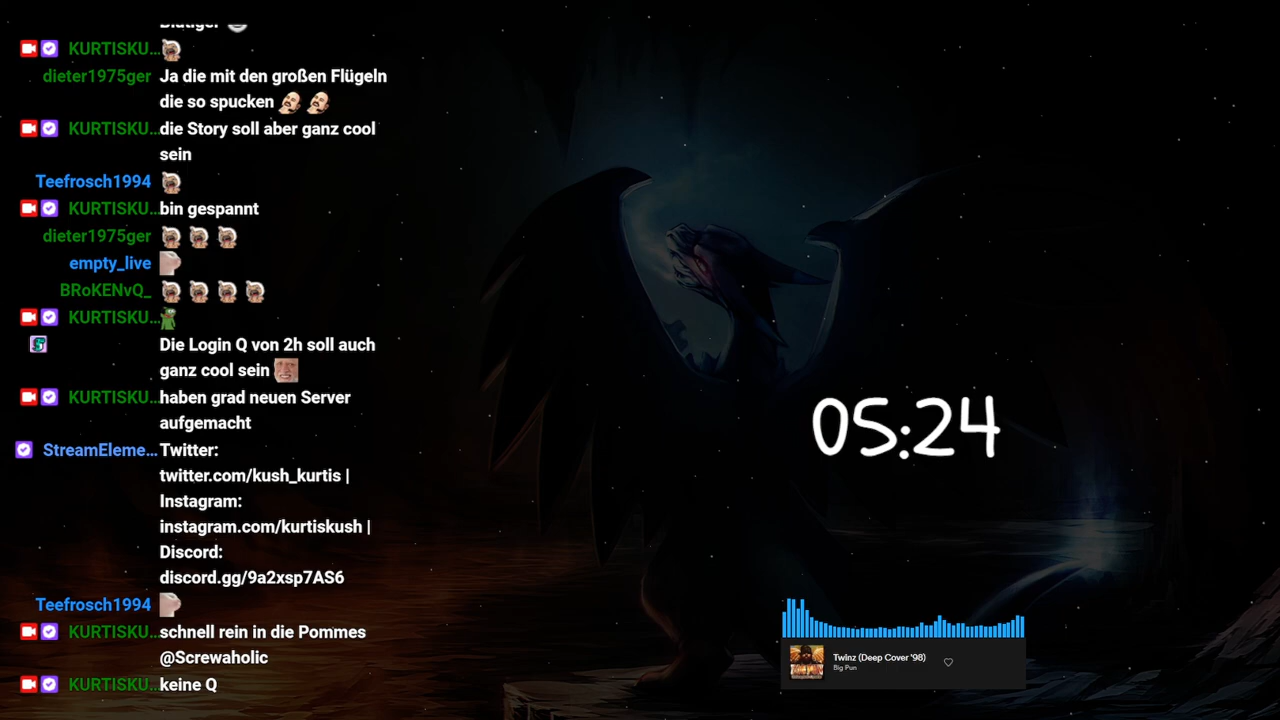 Blutiger
KURTISKU...
dieter1975ger Ja die mit den großen Flügeln
die so spucken
KURTISKU... die Story soll aber ganz cool
sein
Teefrosch1994
KURTISKU... bin gespannt
dieter1975ger
empty_live
BRoKENvQ_
KURTISKU...
Die Login Q von 2h soll auch
ganz cool sein
KURTISKU... haben grad neuen Server
aufgemacht
StreamEleme... Twitter:
twitter.com/kush_kurtis |
Instagram:
instagram.com/kurtiskush |
Discord:
discord.gg/9a2xsp7AS6
Teefrosch1994
KURTISKU... schnell rein in die Pommes
@Screwaholic
KURTISKU... keine Q
05:24
Twinz (Deep Cover '98)
Big Pun